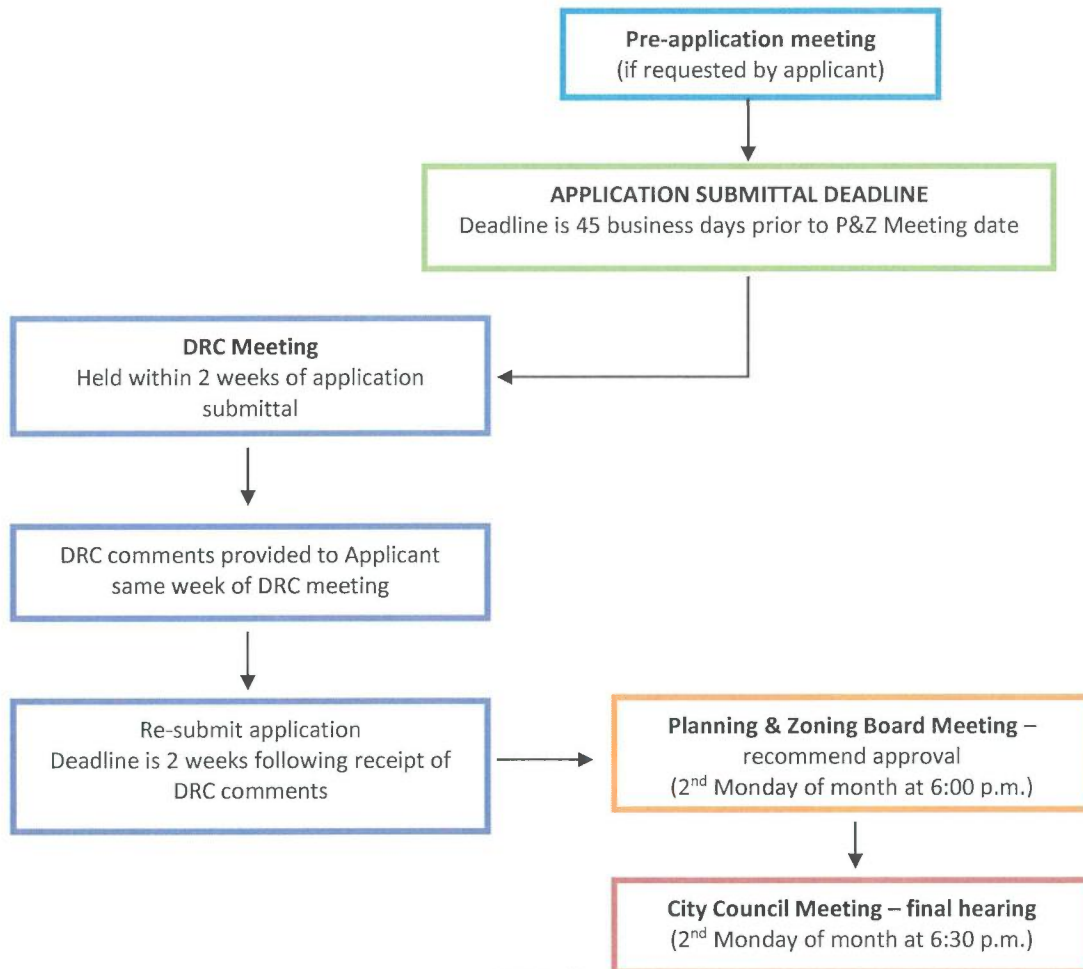 Pre-application meeting
(if requested by applicant)
APPLICATION SUBMITTAL DEADLINE
Deadline is 45 business days prior to P&Z Meeting date
DRC Meeting
Held within 2 weeks of application
submittal
DRC comments provided to Applicant
same week of DRC meeting
Re-submit application
Deadline is 2 weeks following receipt of
DRC comments
Planning & Zoning Board Meeting –
recommend approval
(2nd Monday of month at 6:00 p.m.)
City Council Meeting – final hearing
(2nd Monday of month at 6:30 p.m.)